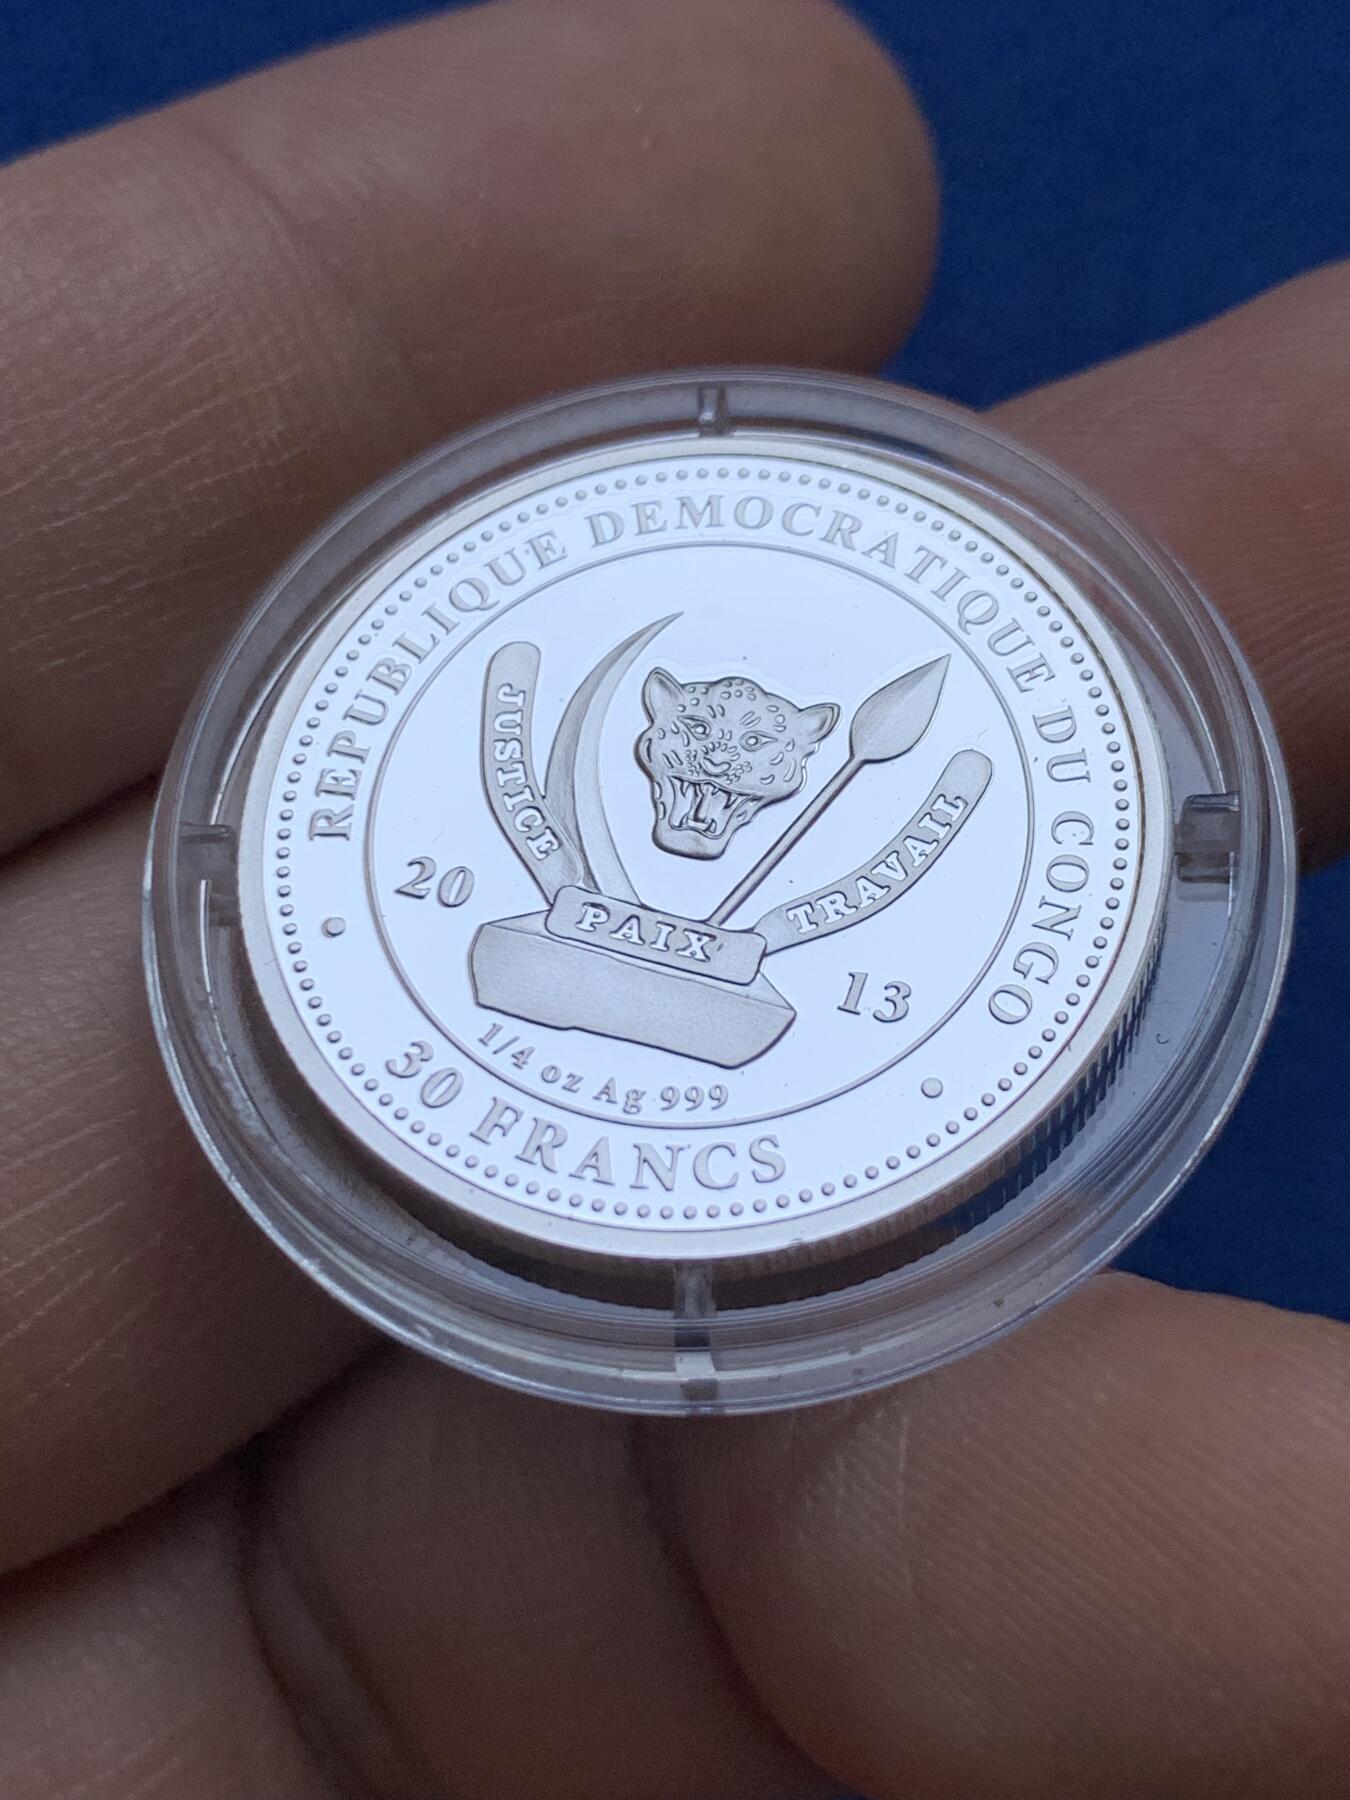 REPUBLIQUE DEMOCRATIQUE DU CONGO
JUSTICE
PAIX
TRAVAIL
20 13
1/4 oz Ag 999
30 FRANCS